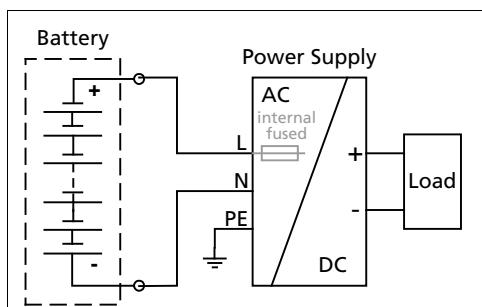 Battery
Power Supply
+
AC
internal
fused
L
N
PE
+
-
Load
-
DC